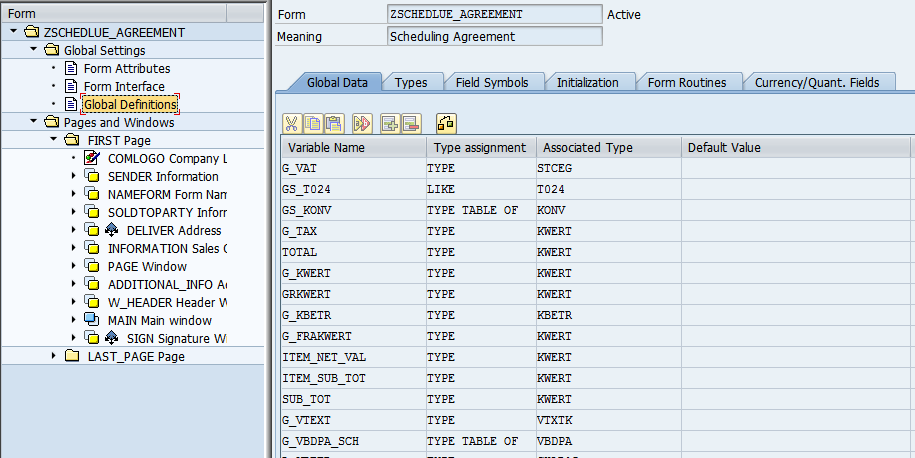 Form
ZSCHEDLUE_AGREEMENT
Global Settings
Form Attributes
Form Interface
Global Definitions
Pages and Windows
FIRST Page
COMLOGO Company L
SENDER Information
NAMEFORM Form Nam
SOLDTOPARTY Inforr
DELIVER Address
INFORMATION Sales O
PAGE Window
ADDITIONAL_INFO Ad
W_HEADER Header W
MAIN Main window
SIGN Signature Wi
LAST_PAGE Page
Form ZSCHEDLUE_AGREEMENT Active
Meaning Scheduling Agreement
Global Data Types Field Symbols Initialization Form Routines Currency/Quant. Fields
Variable Name Type assignment Associated Type Default Value
G_VAT TYPE STCEG
GS_T024 LIKE T024
GS_KONV TYPE TABLE OF KONV
G_TAX TYPE KWERT
TOTAL TYPE KWERT
G_KWERT TYPE KWERT
GRKWERT TYPE KWERT
G_KBETR TYPE KBETR
G_FRAKWERT TYPE KWERT
ITEM_NET_VAL TYPE KWERT
ITEM_SUB_TOT TYPE KWERT
SUB_TOT TYPE KWERT
G_VTEXT TYPE VTXTK
G_VBDPA_SCH TYPE TABLE OF VBDPA